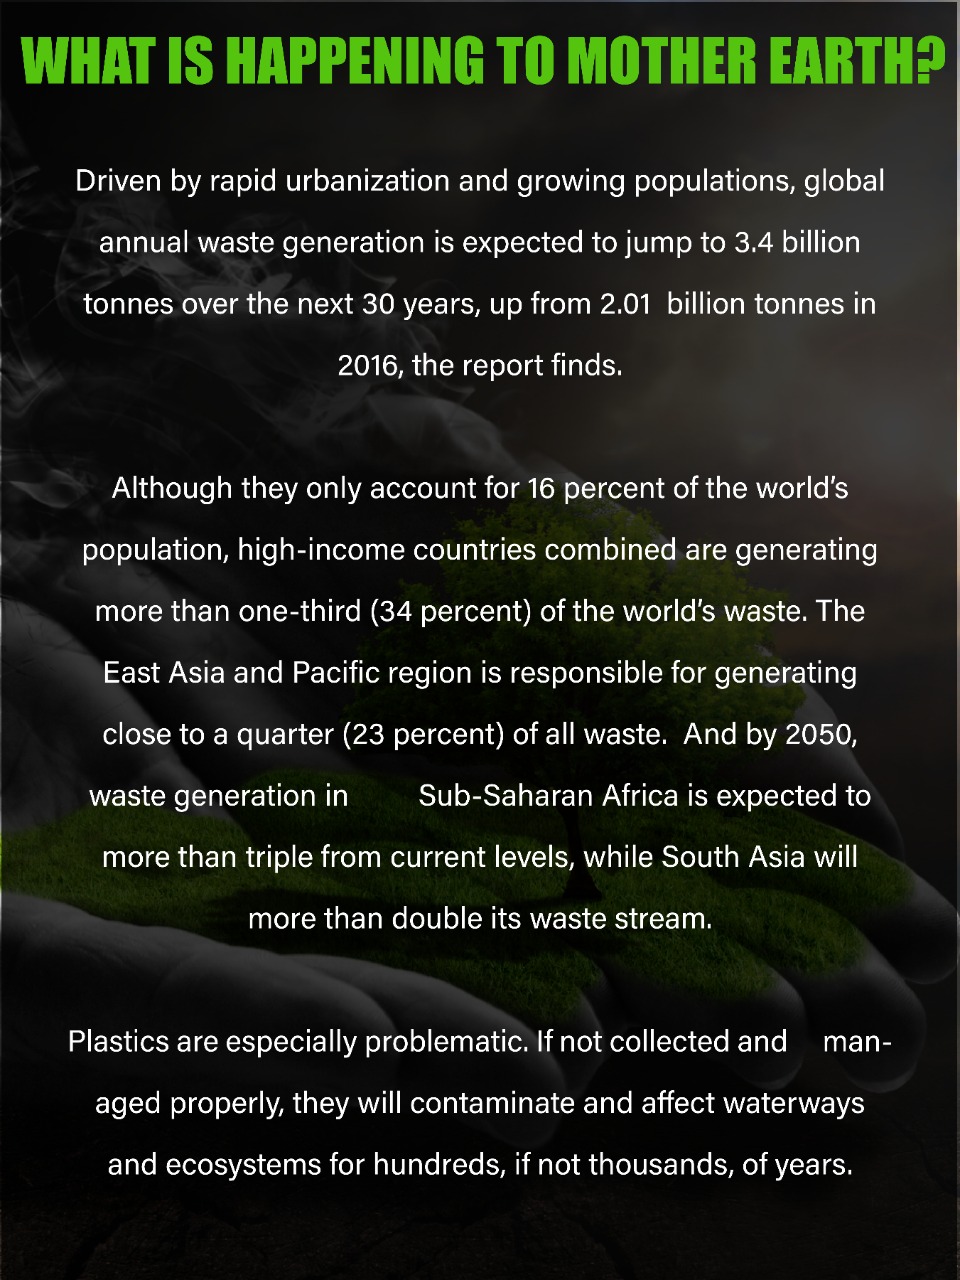 WHAT IS HAPPENING TO MOTHER EARTH?
Driven by rapid urbanization and growing populations, global
annual waste generation is expected to jump to 3.4 billion
tonnes over the next 30 years, up from 2.01 billion tonnes in
2016, the report finds.
Although they only account for 16 percent of the world's
population, high-income countries combined are generating
more than one-third (34 percent) of the world's waste. The
East Asia and Pacific region is responsible for generating
close to a quarter (23 percent) of all waste. And by 2050,
waste generation in Sub-Saharan Africa is expected to
more than triple from current levels, while South Asia will
more than double its waste stream.
Plastics are especially problematic. If not collected and man-
aged properly, they will contaminate and affect waterways
and ecosystems for hundreds, if not thousands, of years.